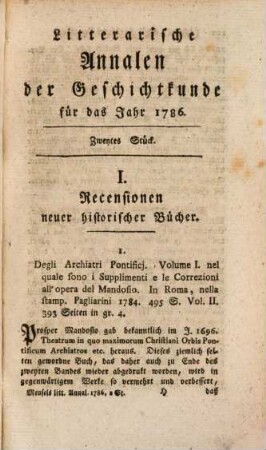 Litterarische
Annalen
der Geschichtkunde
für das Jahr 1786.
Zweytes Stück.
I.
Recensionen
neuer historischer Bücher.
1.
Degli Archiatri Pontificj. Volume I. nel
quale sono i Supplimenti e le Correzioni
all'opera del Mandosio. In Roma, nella
stamp. Pagliarini 1784. 495 S. Vol. II.
393 Seiten in gr. 4.
Prosper Mandosio gab bekanntlich im J. 1696.
Theatrum in quo maximorum Christiani Orbis Pon-
tificum Archiatros etc. heraus. Dieses ziemlich sel-
ten gewordne Buch, das daher auch zu Ende des
zweyten Bandes wieder abgedruckt worden, wird in
gegenwärtigem Werke so vermehrt und verbessert,
Meusels litt. Annal. 1786. 2 St. H das